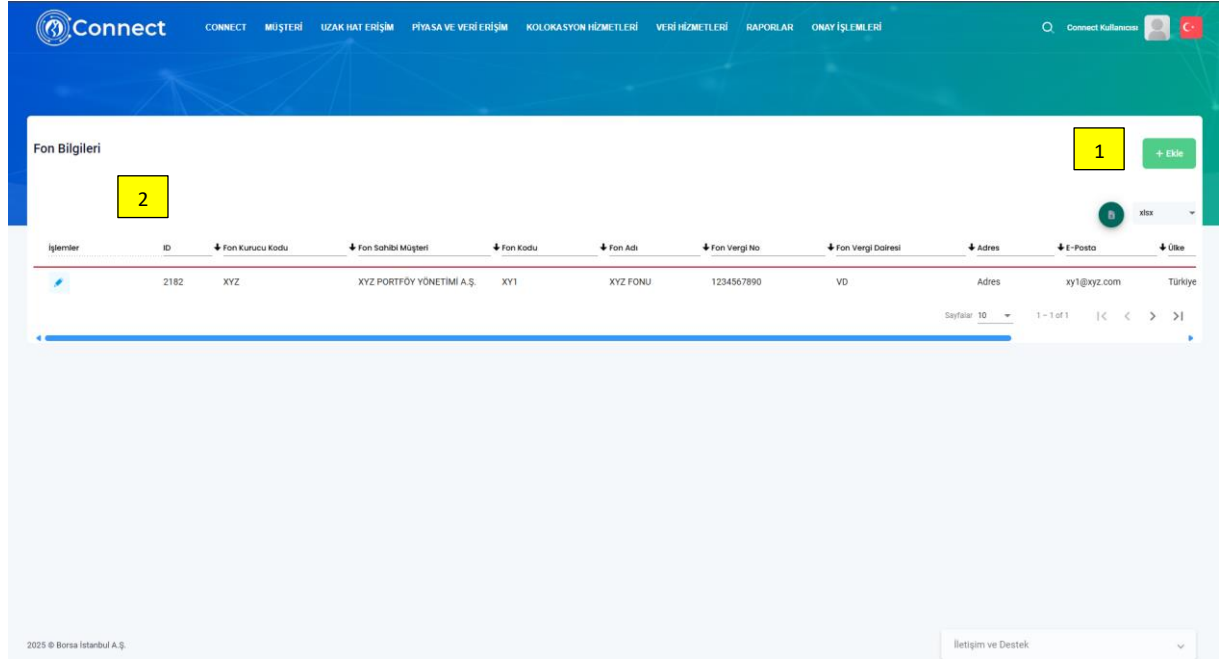 Connect CONNECT MÜŞTERİ UZAK HAT ERİŞİM PİYASA VE VERİ ERİŞİM KOLOKASYON HİZMETLERİ VERİ HİZMETLERİ RAPORLAR ONAY İŞLEMLERİ Connect Kullanıcısı
Fon Bilgileri 1 + Ekle
2
xlsx
İşlemler ID Fon Kurucu Kodu Fon Sahibi Müşteri Fon Kodu Fon Adı Fon Vergi No Fon Vergi Dairesi Adres E-Posta Ülke
2182 XYZ XYZ PORTFÖY YÖNETİMİ A.Ş. XY1 XYZ FONU 1234567890 VD Adres xy1@xyz.com Türkiye
Sayfalar 10 1 – 1 of 1
2025 © Borsa İstanbul A.Ş. İletişim ve Destek